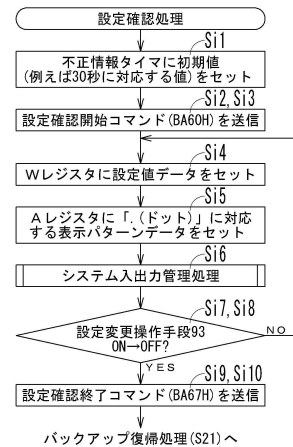 設定確認処理
Si1
不正情報タイマに初期値
(例えば30秒に対応する値)をセット
Si2,Si3
設定確認開始コマンド(BA60H)を送信
Si4
Wレジスタに設定値データをセット
Si5
Aレジスタに「.(ドット)」に対応
する表示パターンデータをセット
Si6
システム入出力管理処理
Si7,Si8
設定変更操作手段93
ON→OFF?
NO
YES
Si9,Si10
設定確認終了コマンド(BA67H)を送信
バックアップ復帰処理(S21)へ